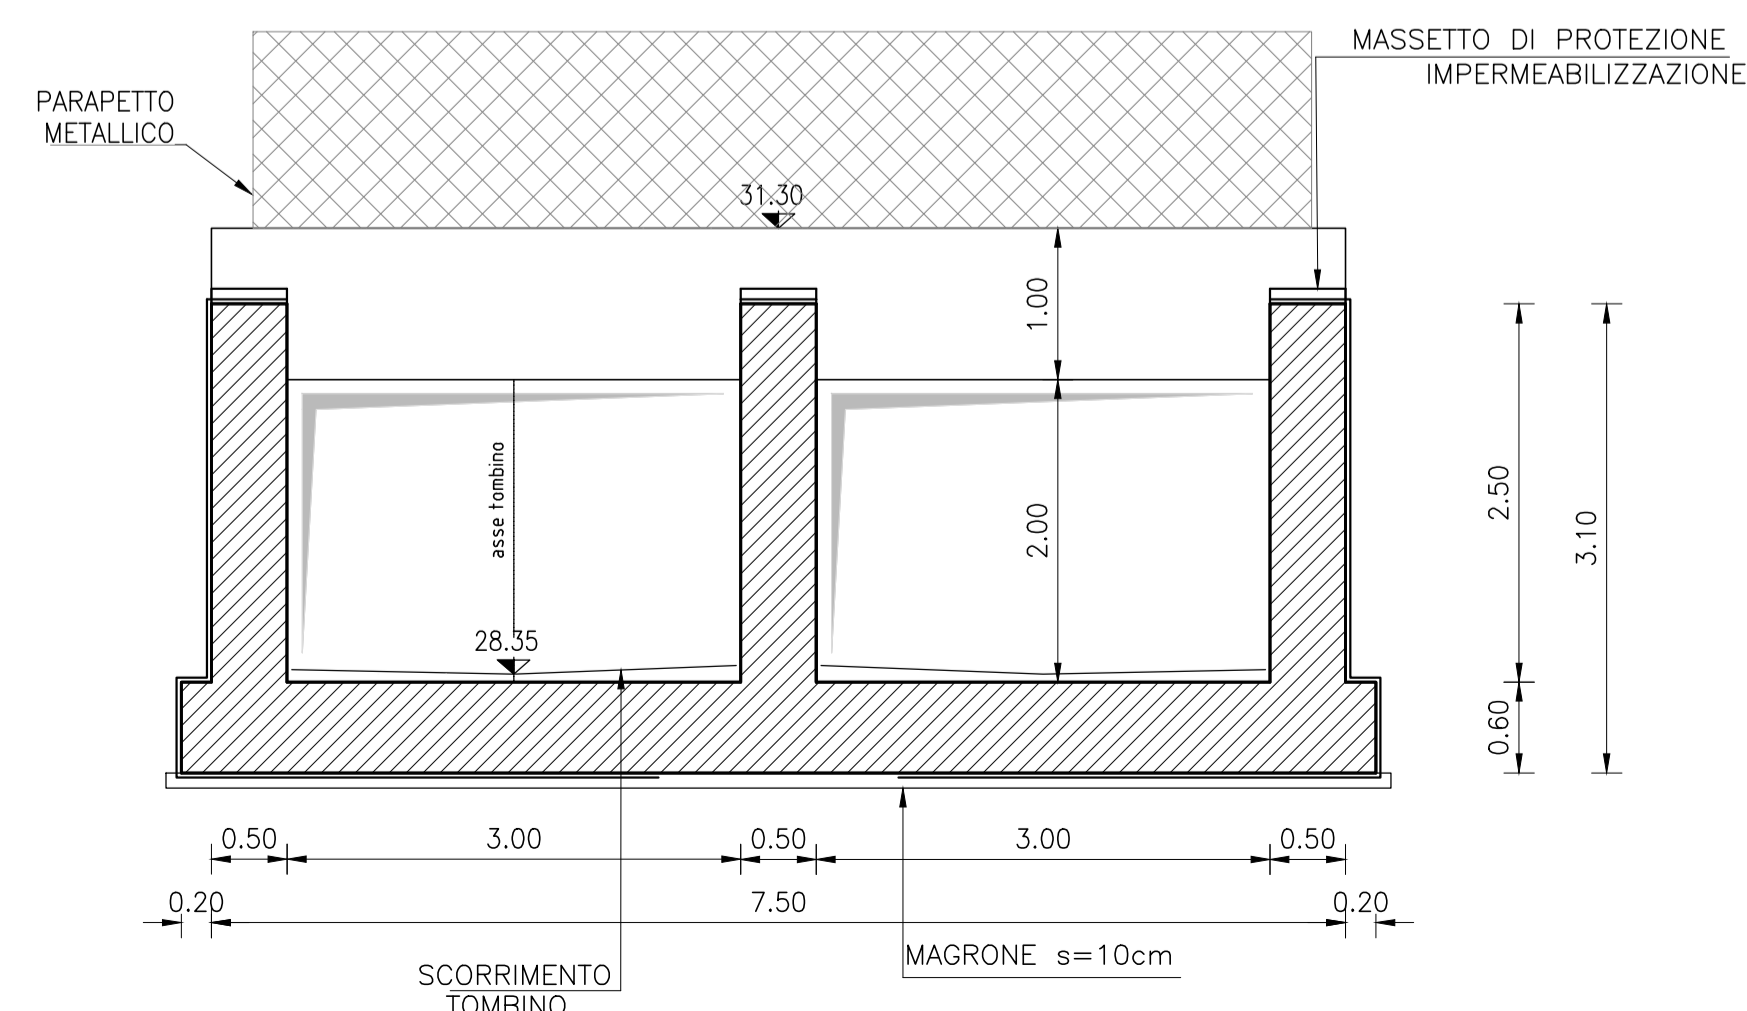 MASSETTO DI PROTEZIONE
IMPERMEABILIZZAZIONE
PARAPETTO
METALLICO
31.30
1.00
asse tombino
2.00
2.50
3.10
28.35
0.60
0.50
3.00
0.50
3.00
0.50
0.20
7.50
0.20
MAGRONE s=10cm
SCORRIMENTO
TOMBINO